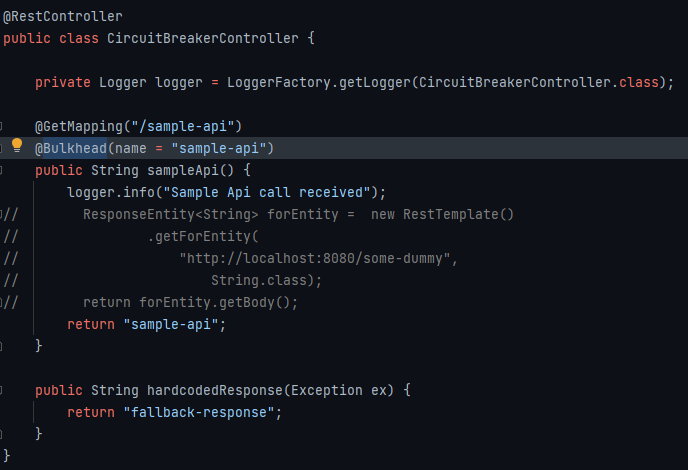 @RestController
public class CircuitBreakerController {
    private Logger logger = LoggerFactory.getLogger(CircuitBreakerController.class);
    @GetMapping("/sample-api")
    @Bulkhead(name = "sample-api")
    public String sampleApi() {
        logger.info("Sample Api call received");
//        ResponseEntity<String> forEntity =  new RestTemplate()
//                .getForEntity(
//                    "http://localhost:8080/some-dummy",
//                        String.class);
//        return forEntity.getBody();
        return "sample-api";
    }
    public String hardcodedResponse(Exception ex) {
        return "fallback-response";
    }
}